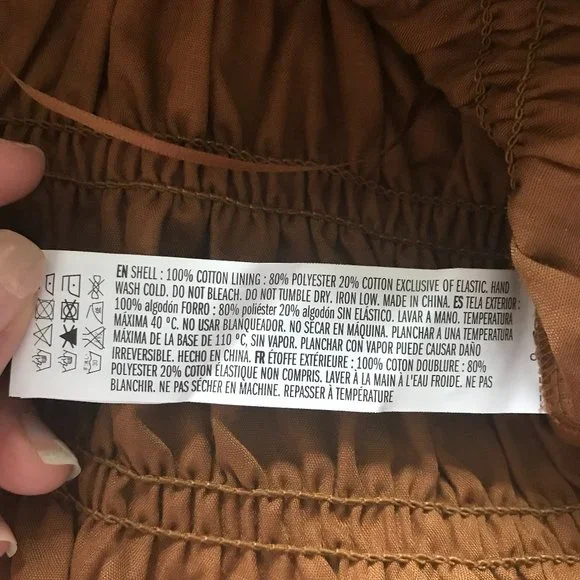 EN SHELL : 100% COTTON LINING : 80% POLYESTER 20% COTTON EXCLUSIVE OF ELASTIC. HAND
WASH COLD. DO NOT BLEACH. DO NOT TUMBLE DRY. IRON LOW. MADE IN CHINA. ES TELA EXTERIOR :
100% algodón FORRO : 80% poliéster 20% algodón SIN ELÁSTICO. LAVAR A MANO. TEMPERATURA
MÁXIMA 40 °C. NO USAR BLANQUEADOR. NO SECAR EN MÁQUINA. PLANCHAR A UNA TEMPERATURA
MÁXIMA DE LA BASE DE 110 °C, SIN VAPOR. PLANCHAR CON VAPOR PUEDE CAUSAR DAÑO
IRREVERSIBLE. HECHO EN CHINA. FR ÉTOFFE EXTÉRIEURE : 100% COTON DOUBLURE : 80%
POLYESTER 20% COTON ÉLASTIQUE NON COMPRIS. LAVER À LA MAIN À L'EAU FROIDE. NE PAS
BLANCHIR. NE PAS SÉCHER EN MACHINE. REPASSER À TEMPÉRATURE